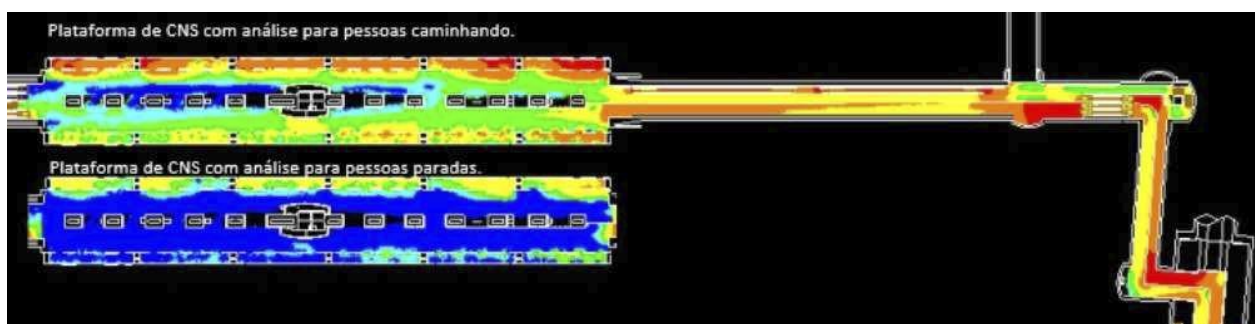 Plataforma de CNS com análise para pessoas caminhando.
Plataforma de CNS com análise para pessoas paradas.